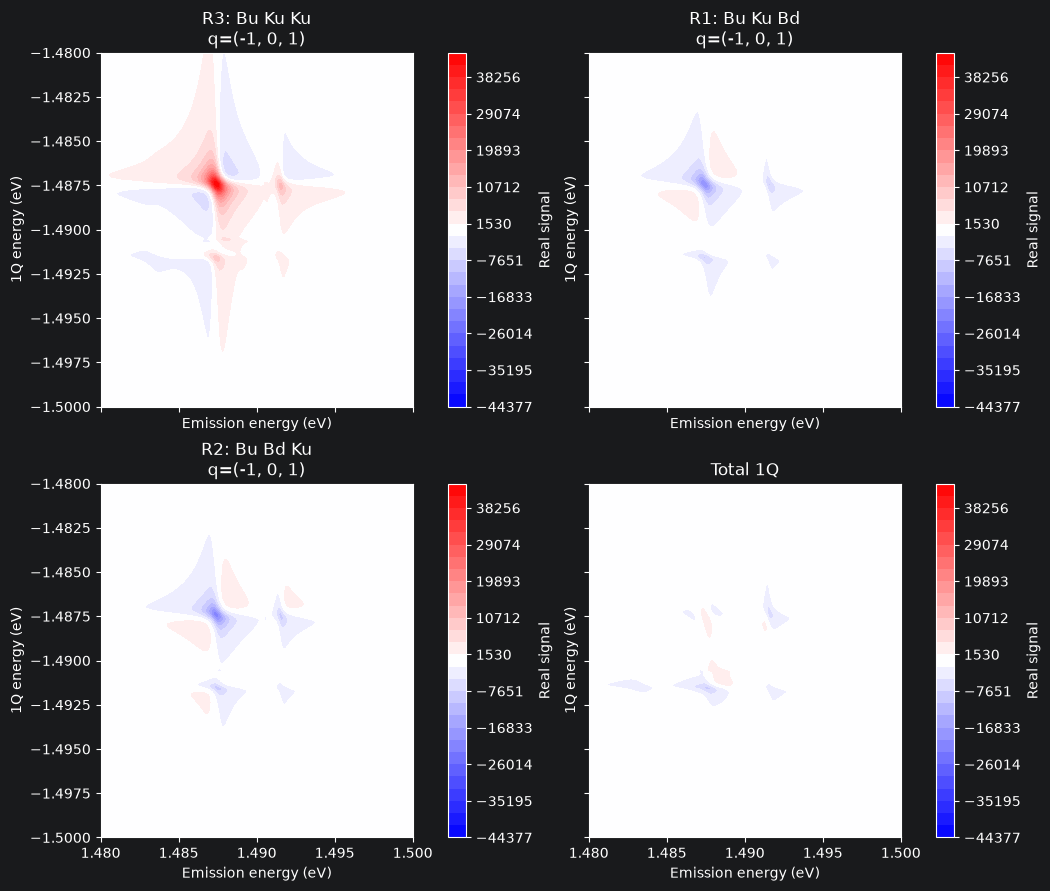 R3: Bu Ku Ku
q=(-1, 0, 1)
−1.4800
−1.4825
−1.4850
−1.4875
−1.4900
−1.4925
−1.4950
−1.4975
−1.5000
1Q energy (eV)
Emission energy (eV)
38256
29074
19893
10712
1530
−7651
−16833
−26014
−35195
−44377
Real signal
R1: Bu Ku Bd
q=(-1, 0, 1)
1Q energy (eV)
Emission energy (eV)
38256
29074
19893
10712
1530
−7651
−16833
−26014
−35195
−44377
Real signal
R2: Bu Bd Ku
q=(-1, 0, 1)
−1.4800
−1.4825
−1.4850
−1.4875
−1.4900
−1.4925
−1.4950
−1.4975
−1.5000
1Q energy (eV)
1.480 1.485 1.490 1.495 1.500
Emission energy (eV)
38256
29074
19893
10712
1530
−7651
−16833
−26014
−35195
−44377
Real signal
Total 1Q
1Q energy (eV)
1.480 1.485 1.490 1.495 1.500
Emission energy (eV)
38256
29074
19893
10712
1530
−7651
−16833
−26014
−35195
−44377
Real signal